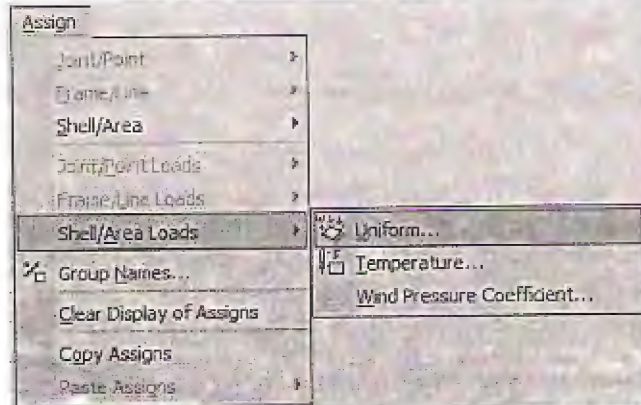 Assign
Joint/Point
Frame/Line
Shell/Area
Joint/Point Loads
Frame/Line Loads
Shell/Area Loads
Uniform...
Temperature...
Wind Pressure Coefficient...
Group Names...
Clear Display of Assigns
Copy Assigns
Paste Assigns